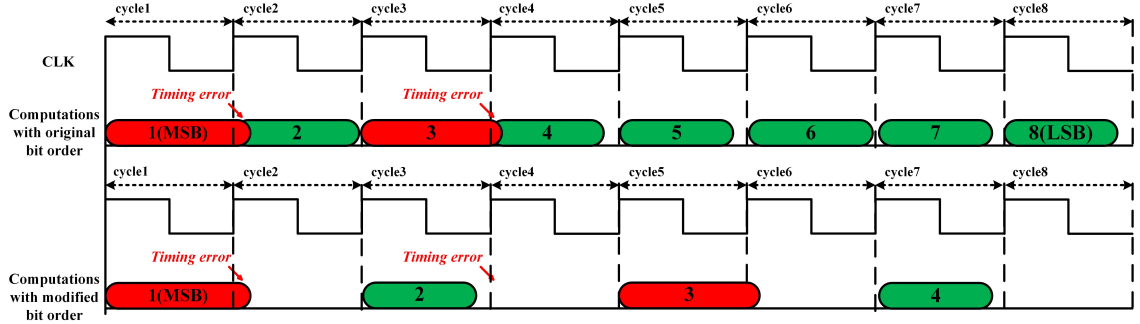 cycle1 cycle2 cycle3 cycle4 cycle5 cycle6 cycle7 cycle8
CLK
Timing error Timing error
Computations
with original
bit order
1(MSB) 2 3 4 5 6 7 8(LSB)
cycle1 cycle2 cycle3 cycle4 cycle5 cycle6 cycle7 cycle8
Timing error Timing error
Computations
with modified
bit order
1(MSB) 2 3 4